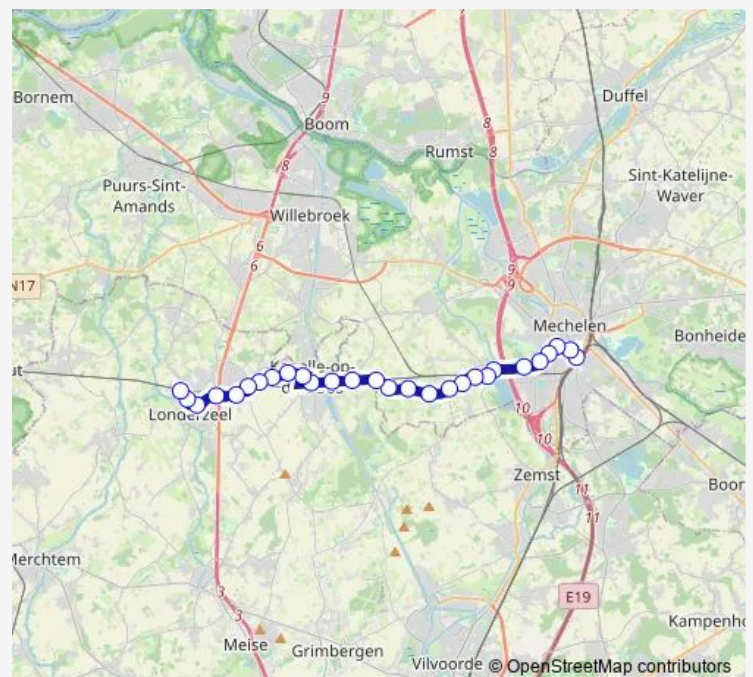 Bornem
Boom
Duffel
Rumst
Puurs-Sint-
Amands
Sint-Katelijne-
Waver
Willebroek
9
8
8
8
6
6
9
9
N17
Mechelen
Bonheide
ut
Londerzeel
10
10
Zemst
11
11
Boor
Merchtem
3
3
E19
Kampenho
Meise
Grimbergen
Vilvoorde
© OpenStreetMap contributors